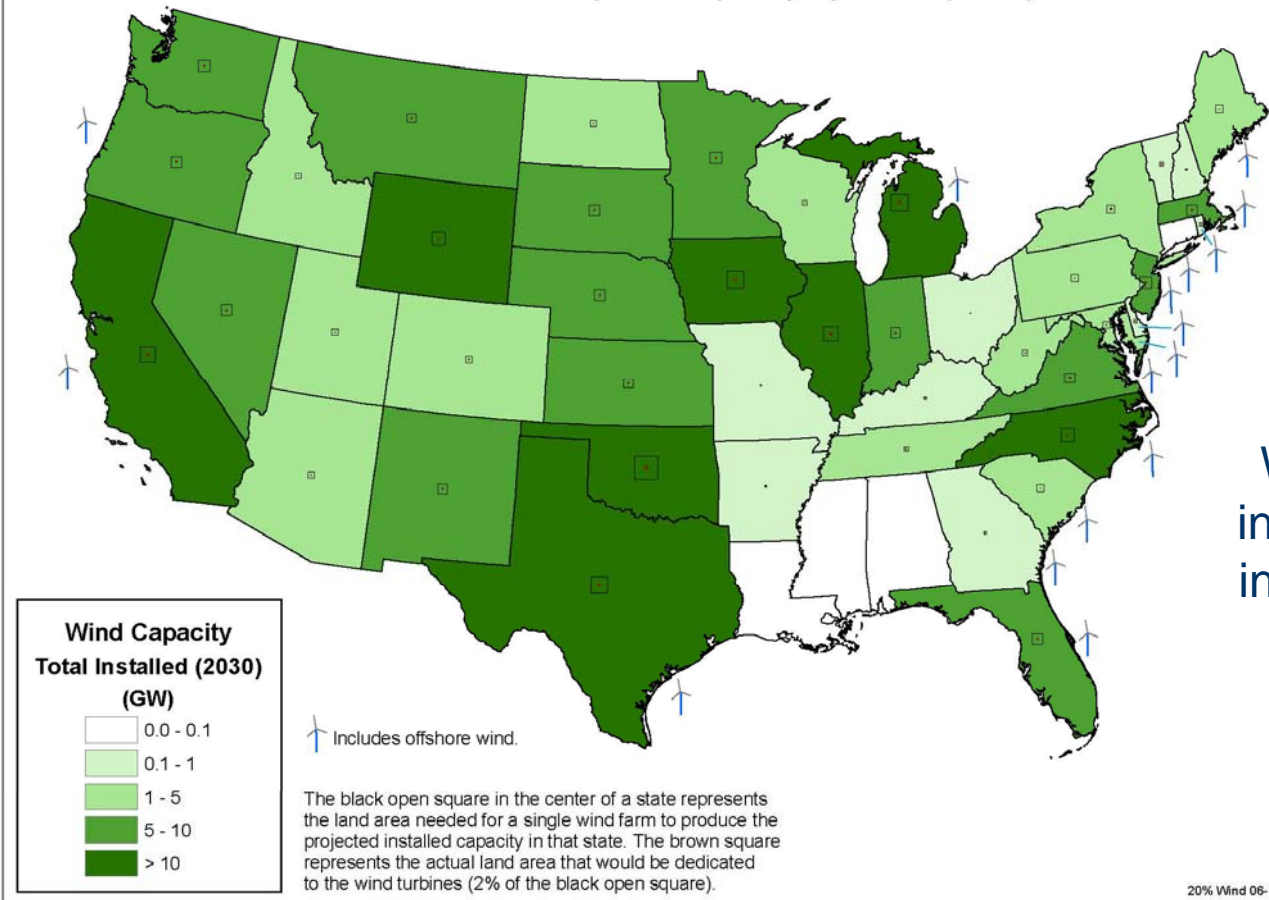 Wind Capacity
Total Installed (2030)
(GW)
0.0 - 0.1
0.1 - 1
1 - 5
5 - 10
> 10
Includes offshore wind.
The black open square in the center of a state represents
the land area needed for a single wind farm to produce the
projected installed capacity in that state. The brown square
represents the actual land area that would be dedicated
to the wind turbines (2% of the black open square).
in
in
20% Wind 06-